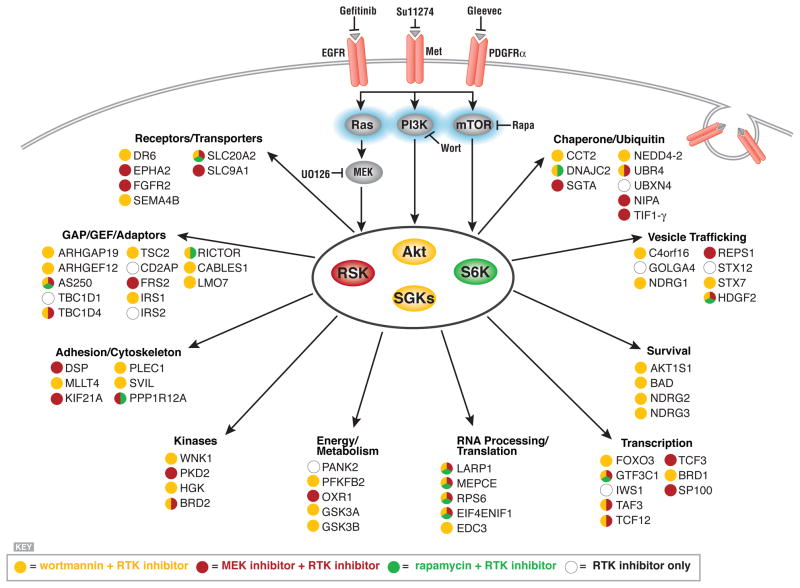 Gefitinib
Su11274
Gleevec
EGFR
Met
PDGFRα
Ras
PI3K
mTOR
Rapa
Wort
UO126
MEK
Receptors/Transporters
DR6
EPHA2
FGFR2
SEMA4B
SLC20A2
SLC9A1
Chaperone/Ubiquitin
CCT2
DNAJC2
SGTA
NEDD4-2
UBR4
UBXN4
NIPA
TIF1-γ
GAP/GEF/Adaptors
ARHGAP19
ARHGEF12
AS250
TBC1D1
TBC1D4
TSC2
CD2AP
FRS2
IRS1
IRS2
RICTOR
CABLES1
LMO7
Akt
RSK
S6K
SGKs
Vesicle Trafficking
C4orf16
GOLGA4
NDRG1
REPS1
STX12
STX7
HDGF2
Adhesion/Cytoskeleton
DSP
MLLT4
KIF21A
PLEC1
SVIL
PPP1R12A
Survival
AKT1S1
BAD
NDRG2
NDRG3
Kinases
WNK1
PKD2
HGK
BRD2
Energy/
Metabolism
PANK2
PFKFB2
OXR1
GSK3A
GSK3B
RNA Processing/
Translation
LARP1
MEPCE
RPS6
EIF4ENIF1
EDC3
Transcription
FOXO3
GTF3C1
IWS1
TAF3
TCF12
TCF3
BRD1
SP100
KEY
= wortmannin + RTK inhibitor
= MEK inhibitor + RTK inhibitor
= rapamycin + RTK inhibitor
= RTK inhibitor only